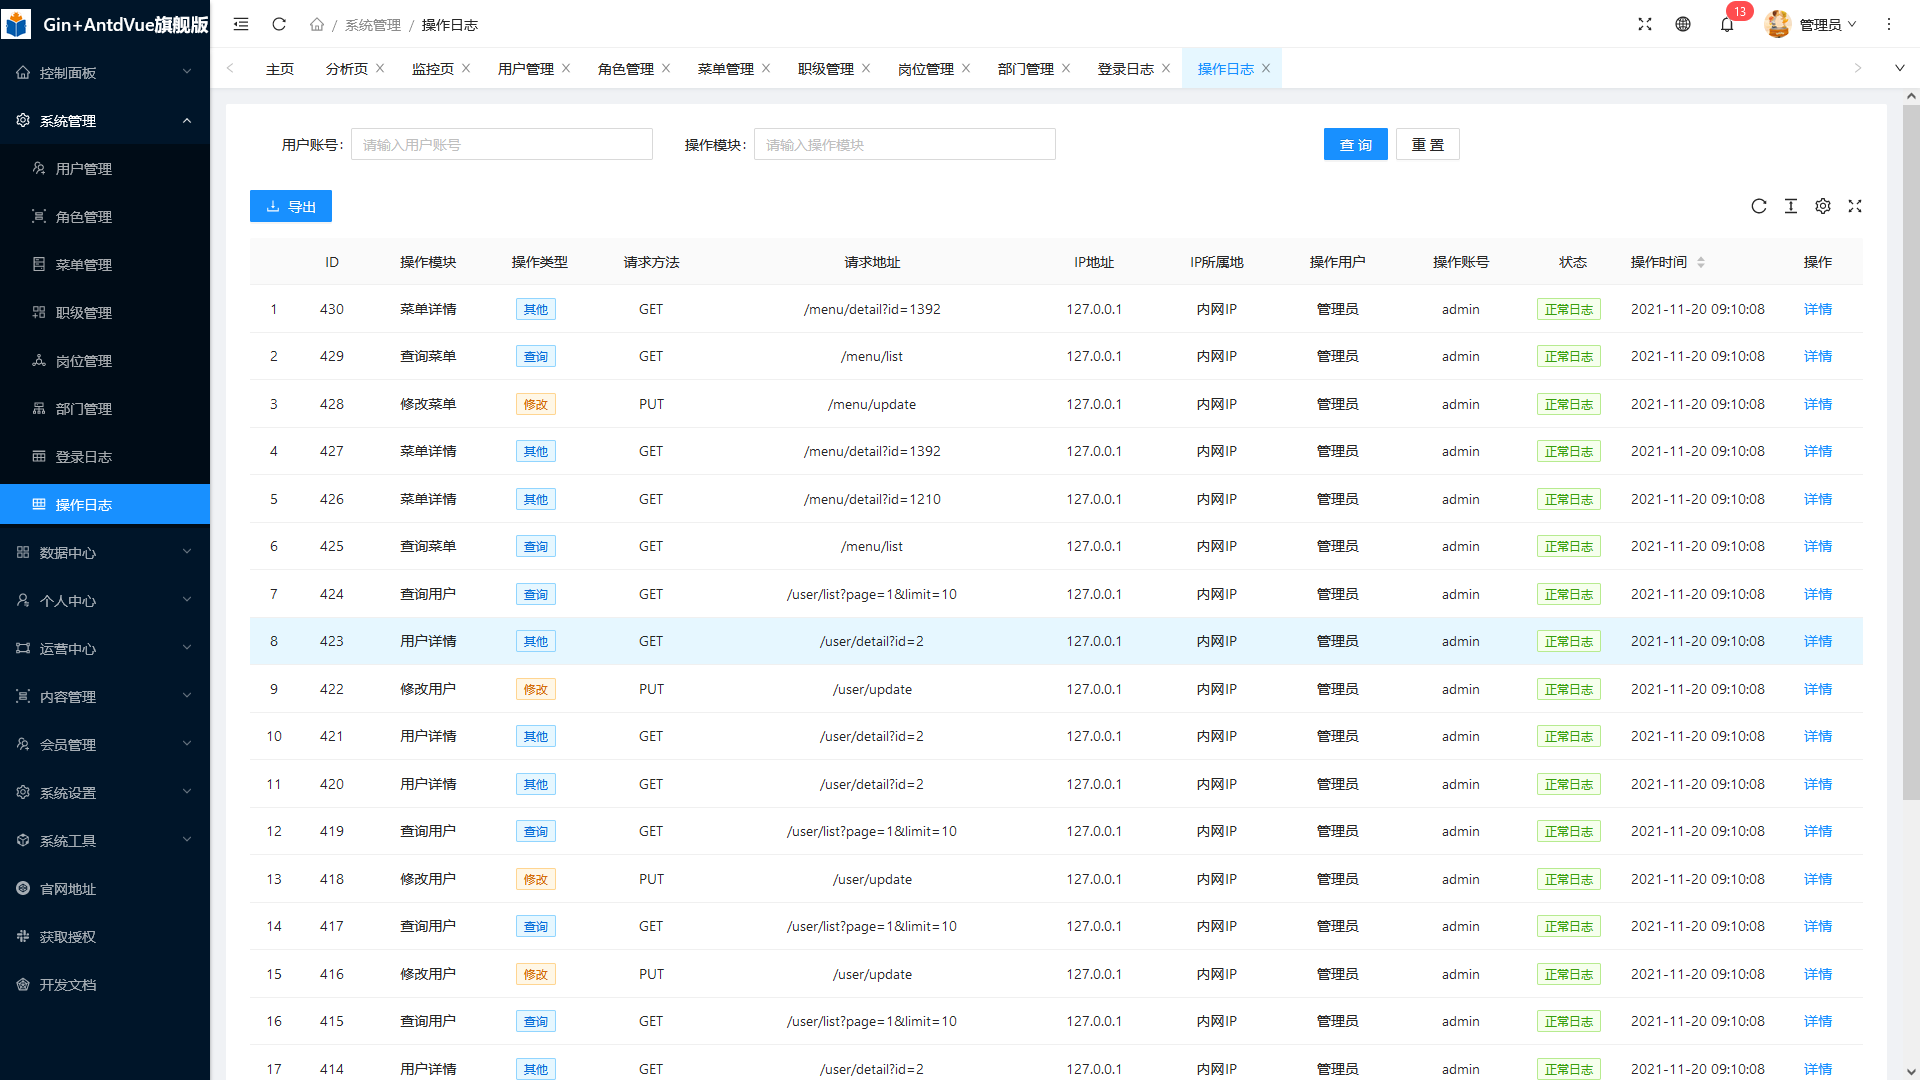 Gin+AntdVue旗舰版
控制面板
系统管理
用户管理
角色管理
菜单管理
职级管理
岗位管理
部门管理
登录日志
操作日志
数据中心
个人中心
运营中心
内容管理
会员管理
系统设置
系统工具
官网地址
获取授权
开发文档
/ 系统管理 / 操作日志
13
管理员
主页 分析页 监控页 用户管理 角色管理 菜单管理 职级管理 岗位管理 部门管理 登录日志 操作日志
用户账号: 请输入用户账号 操作模块: 请输入操作模块 查 询 重 置
导出
ID 操作模块 操作类型 请求方法 请求地址 IP地址 IP所属地 操作用户 操作账号 状态 操作时间 操作
1 430 菜单详情 其他 GET /menu/detail?id=1392 127.0.0.1 内网IP 管理员 admin 正常日志 2021-11-20 09:10:08 详情
2 429 查询菜单 查询 GET /menu/list 127.0.0.1 内网IP 管理员 admin 正常日志 2021-11-20 09:10:08 详情
3 428 修改菜单 修改 PUT /menu/update 127.0.0.1 内网IP 管理员 admin 正常日志 2021-11-20 09:10:08 详情
4 427 菜单详情 其他 GET /menu/detail?id=1392 127.0.0.1 内网IP 管理员 admin 正常日志 2021-11-20 09:10:08 详情
5 426 菜单详情 其他 GET /menu/detail?id=1210 127.0.0.1 内网IP 管理员 admin 正常日志 2021-11-20 09:10:08 详情
6 425 查询菜单 查询 GET /menu/list 127.0.0.1 内网IP 管理员 admin 正常日志 2021-11-20 09:10:08 详情
7 424 查询用户 查询 GET /user/list?page=1&limit=10 127.0.0.1 内网IP 管理员 admin 正常日志 2021-11-20 09:10:08 详情
8 423 用户详情 其他 GET /user/detail?id=2 127.0.0.1 内网IP 管理员 admin 正常日志 2021-11-20 09:10:08 详情
9 422 修改用户 修改 PUT /user/update 127.0.0.1 内网IP 管理员 admin 正常日志 2021-11-20 09:10:08 详情
10 421 用户详情 其他 GET /user/detail?id=2 127.0.0.1 内网IP 管理员 admin 正常日志 2021-11-20 09:10:08 详情
11 420 用户详情 其他 GET /user/detail?id=2 127.0.0.1 内网IP 管理员 admin 正常日志 2021-11-20 09:10:08 详情
12 419 查询用户 查询 GET /user/list?page=1&limit=10 127.0.0.1 内网IP 管理员 admin 正常日志 2021-11-20 09:10:08 详情
13 418 修改用户 修改 PUT /user/update 127.0.0.1 内网IP 管理员 admin 正常日志 2021-11-20 09:10:08 详情
14 417 查询用户 查询 GET /user/list?page=1&limit=10 127.0.0.1 内网IP 管理员 admin 正常日志 2021-11-20 09:10:08 详情
15 416 修改用户 修改 PUT /user/update 127.0.0.1 内网IP 管理员 admin 正常日志 2021-11-20 09:10:08 详情
16 415 查询用户 查询 GET /user/list?page=1&limit=10 127.0.0.1 内网IP 管理员 admin 正常日志 2021-11-20 09:10:08 详情
17 414 用户详情 其他 GET /user/detail?id=2 127.0.0.1 内网IP 管理员 admin 正常日志 2021-11-20 09:10:08 详情